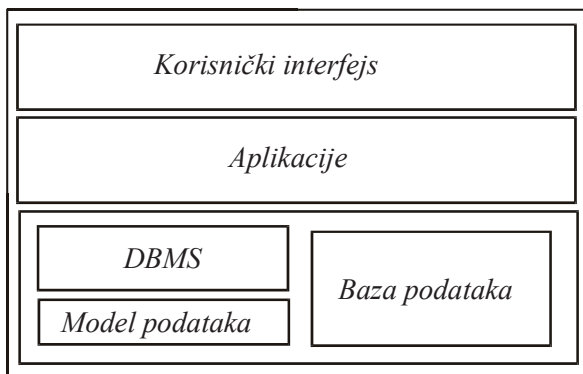 Korisnički interfejs
Aplikacije
DBMS
Model podataka
Baza podataka